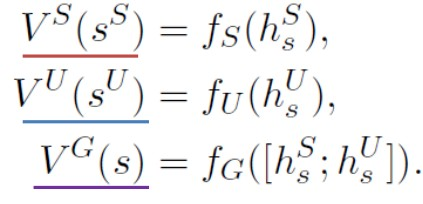 V^S(s^S) = f_S(h_s^S),
V^U(s^U) = f_U(h_s^U),
V^G(s) = f_G([h_s^S; h_s^U]).